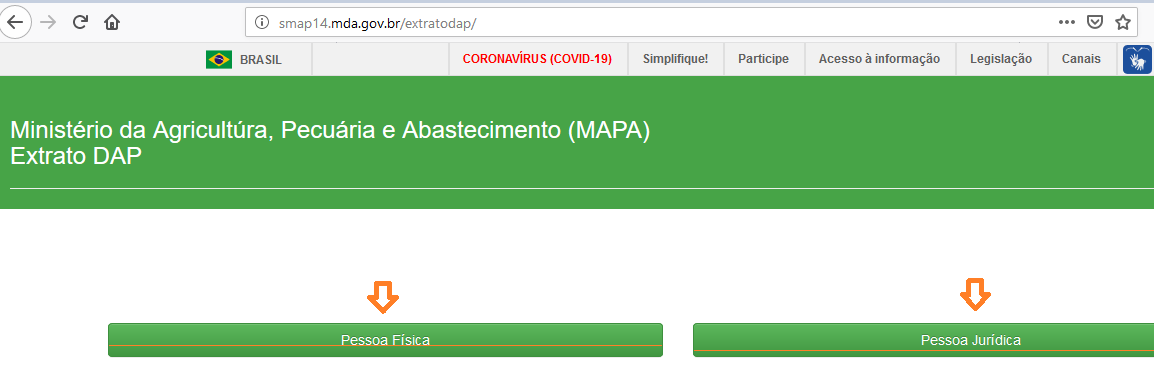 smap14.mda.gov.br/extratodap/
BRASIL CORONAVÍRUS (COVID-19) Simplifique! Participe Acesso à informação Legislação Canais
Ministério da Agricultúra, Pecuária e Abastecimento (MAPA)
Extrato DAP
Pessoa Física Pessoa Jurídica